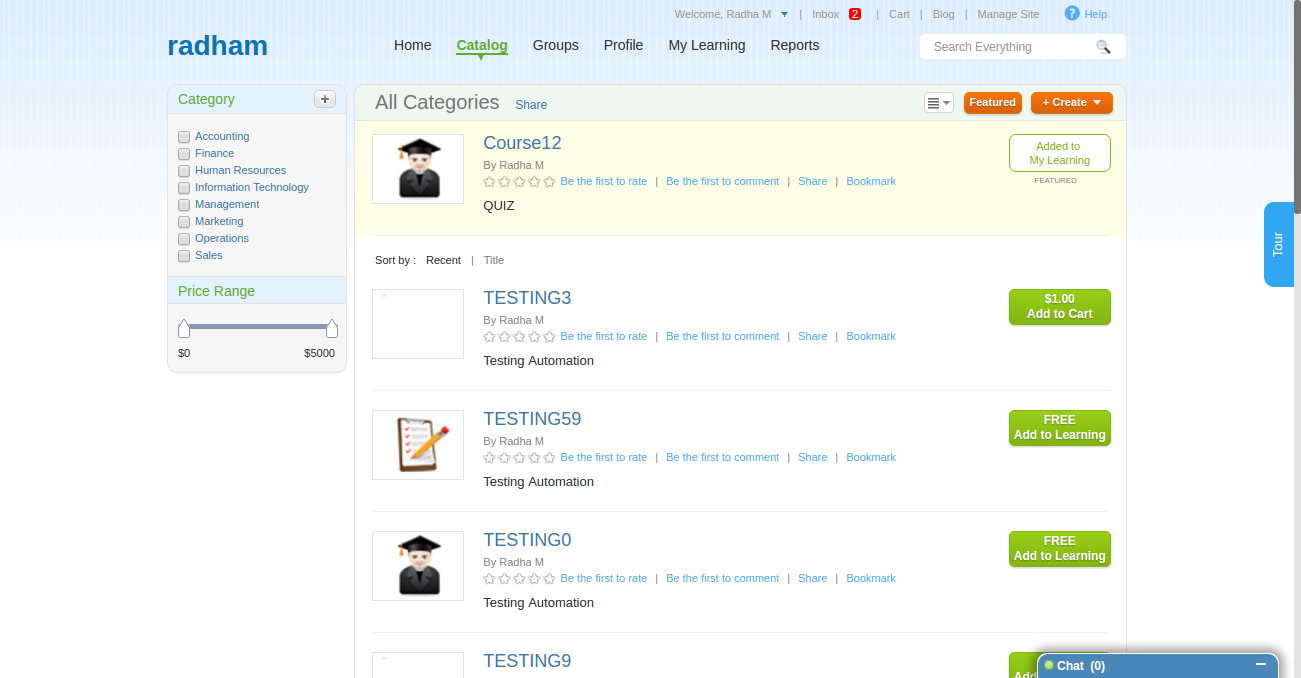 Welcome, Radha M | Inbox 2 | Cart | Blog | Manage Site ? Help
radham
Home Catalog Groups Profile My Learning Reports
Search Everything
Category +
Accounting
Finance
Human Resources
Information Technology
Management
Marketing
Operations
Sales
Price Range
$0 $5000
All Categories Share Featured + Create
Course12
By Radha M
Be the first to rate | Be the first to comment | Share | Bookmark
QUIZ
Added to
My Learning
FEATURED
Sort by : Recent | Title
TESTING3
By Radha M
Be the first to rate | Be the first to comment | Share | Bookmark
Testing Automation
$1.00
Add to Cart
TESTING59
By Radha M
Be the first to rate | Be the first to comment | Share | Bookmark
Testing Automation
FREE
Add to Learning
TESTING0
By Radha M
Be the first to rate | Be the first to comment | Share | Bookmark
Testing Automation
FREE
Add to Learning
TESTING9
Tour
Chat (0)